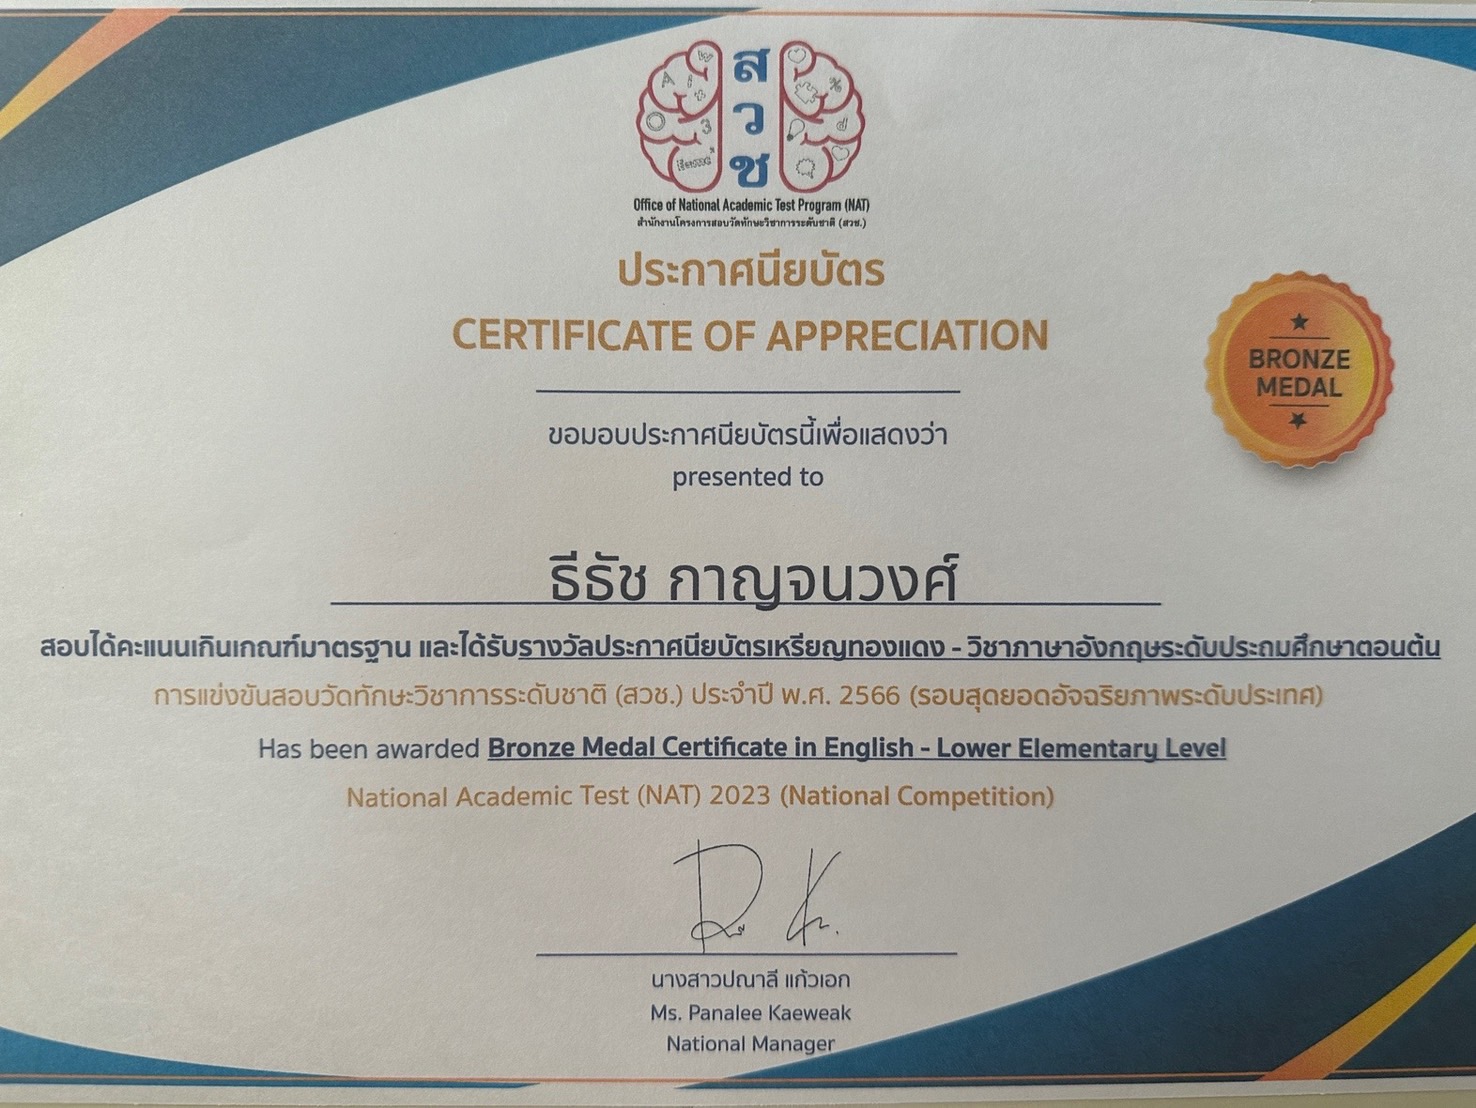 สวช
Office of National Academic Test Program (NAT)
สำนักงานโครงการสอบวัดทักษะวิชาการระดับชาติ (สวช.)
ประกาศนียบัตร
CERTIFICATE OF APPRECIATION
BRONZE
MEDAL
ขอมอบประกาศนียบัตรนี้เพื่อแสดงว่า
presented to
ธีธัช กาญจนวงศ์
สอบได้คะแนนเกินเกณฑ์มาตรฐาน และได้รับรางวัลประกาศนียบัตรเหรียญทองแดง - วิชาภาษาอังกฤษระดับประถมศึกษาตอนต้น
การแข่งขันสอบวัดทักษะวิชาการระดับชาติ (สวช.) ประจำปี พ.ศ. 2566 (รอบสุดยอดอัจฉริยภาพระดับประเทศ)
Has been awarded Bronze Medal Certificate in English - Lower Elementary Level
National Academic Test (NAT) 2023 (National Competition)
นางสาวปณาลี แก้วเอก
Ms. Panalee Kaeweak
National Manager